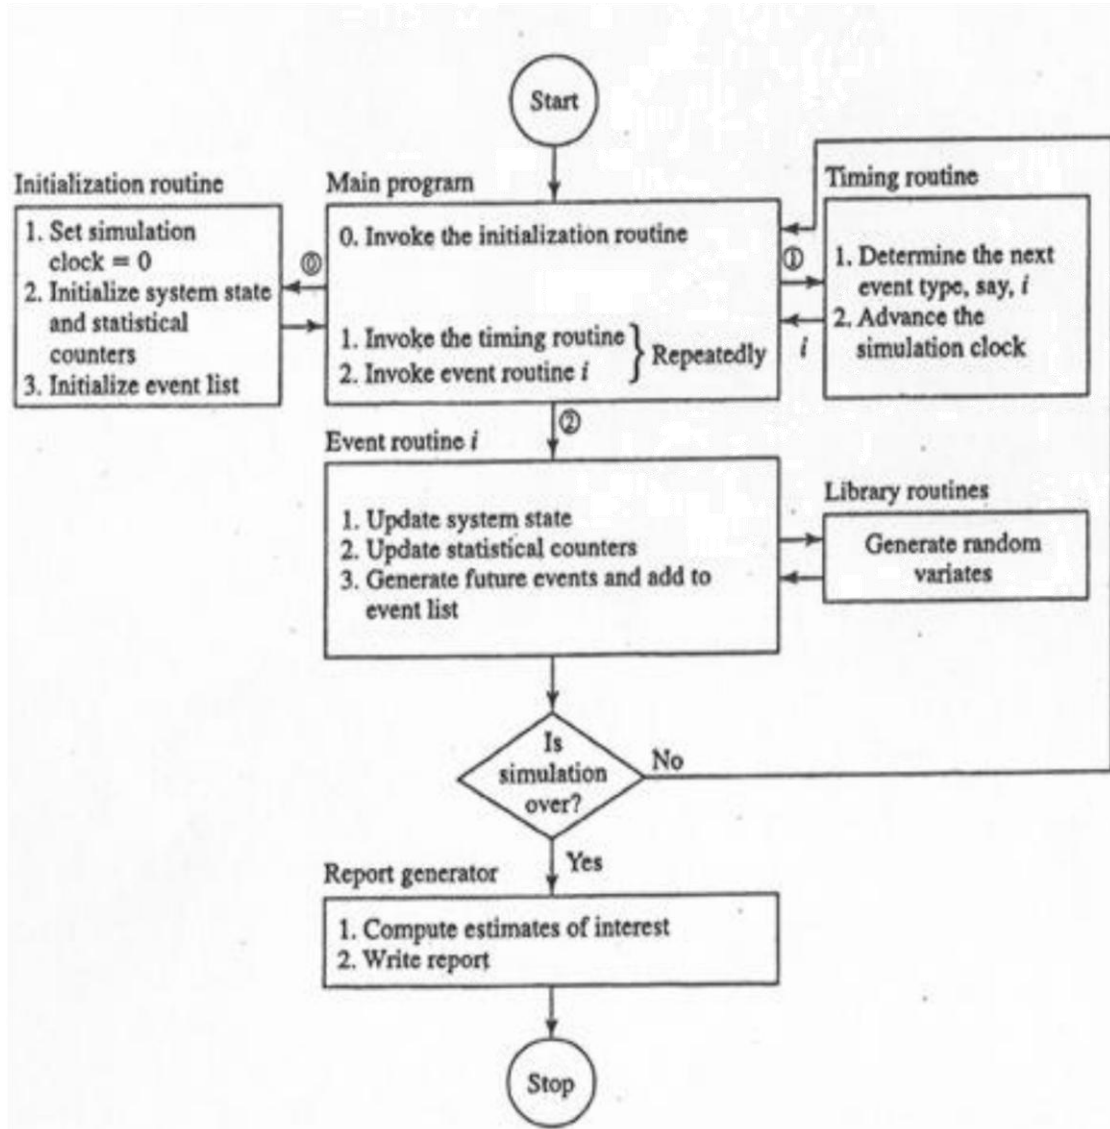 Start
Initialization routine
1. Set simulation
clock = 0
2. Initialize system state
and statistical
counters
3. Initialize event list
⓪
Main program
0. Invoke the initialization routine
1. Invoke the timing routine
2. Invoke event routine i
Repeatedly
①
i
Timing routine
1. Determine the next
event type, say, i
2. Advance the
simulation clock
②
Event routine i
1. Update system state
2. Update statistical counters
3. Generate future events and add to
event list
Library routines
Generate random
variates
Is
simulation
over?
No
Yes
Report generator
1. Compute estimates of interest
2. Write report
Stop